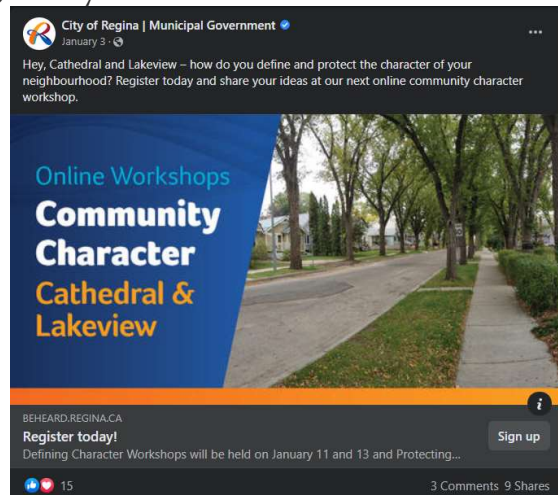 City of Regina | Municipal Government
January 3 ·
Hey, Cathedral and Lakeview – how do you define and protect the character of your
neighbourhood? Register today and share your ideas at our next online community character
workshop.
Online Workshops
Community
Character
Cathedral &
Lakeview
BEHEARD.REGINA.CA
Register today!
Defining Character Workshops will be held on January 11 and 13 and Protecting...
Sign up
15
3 Comments 9 Shares